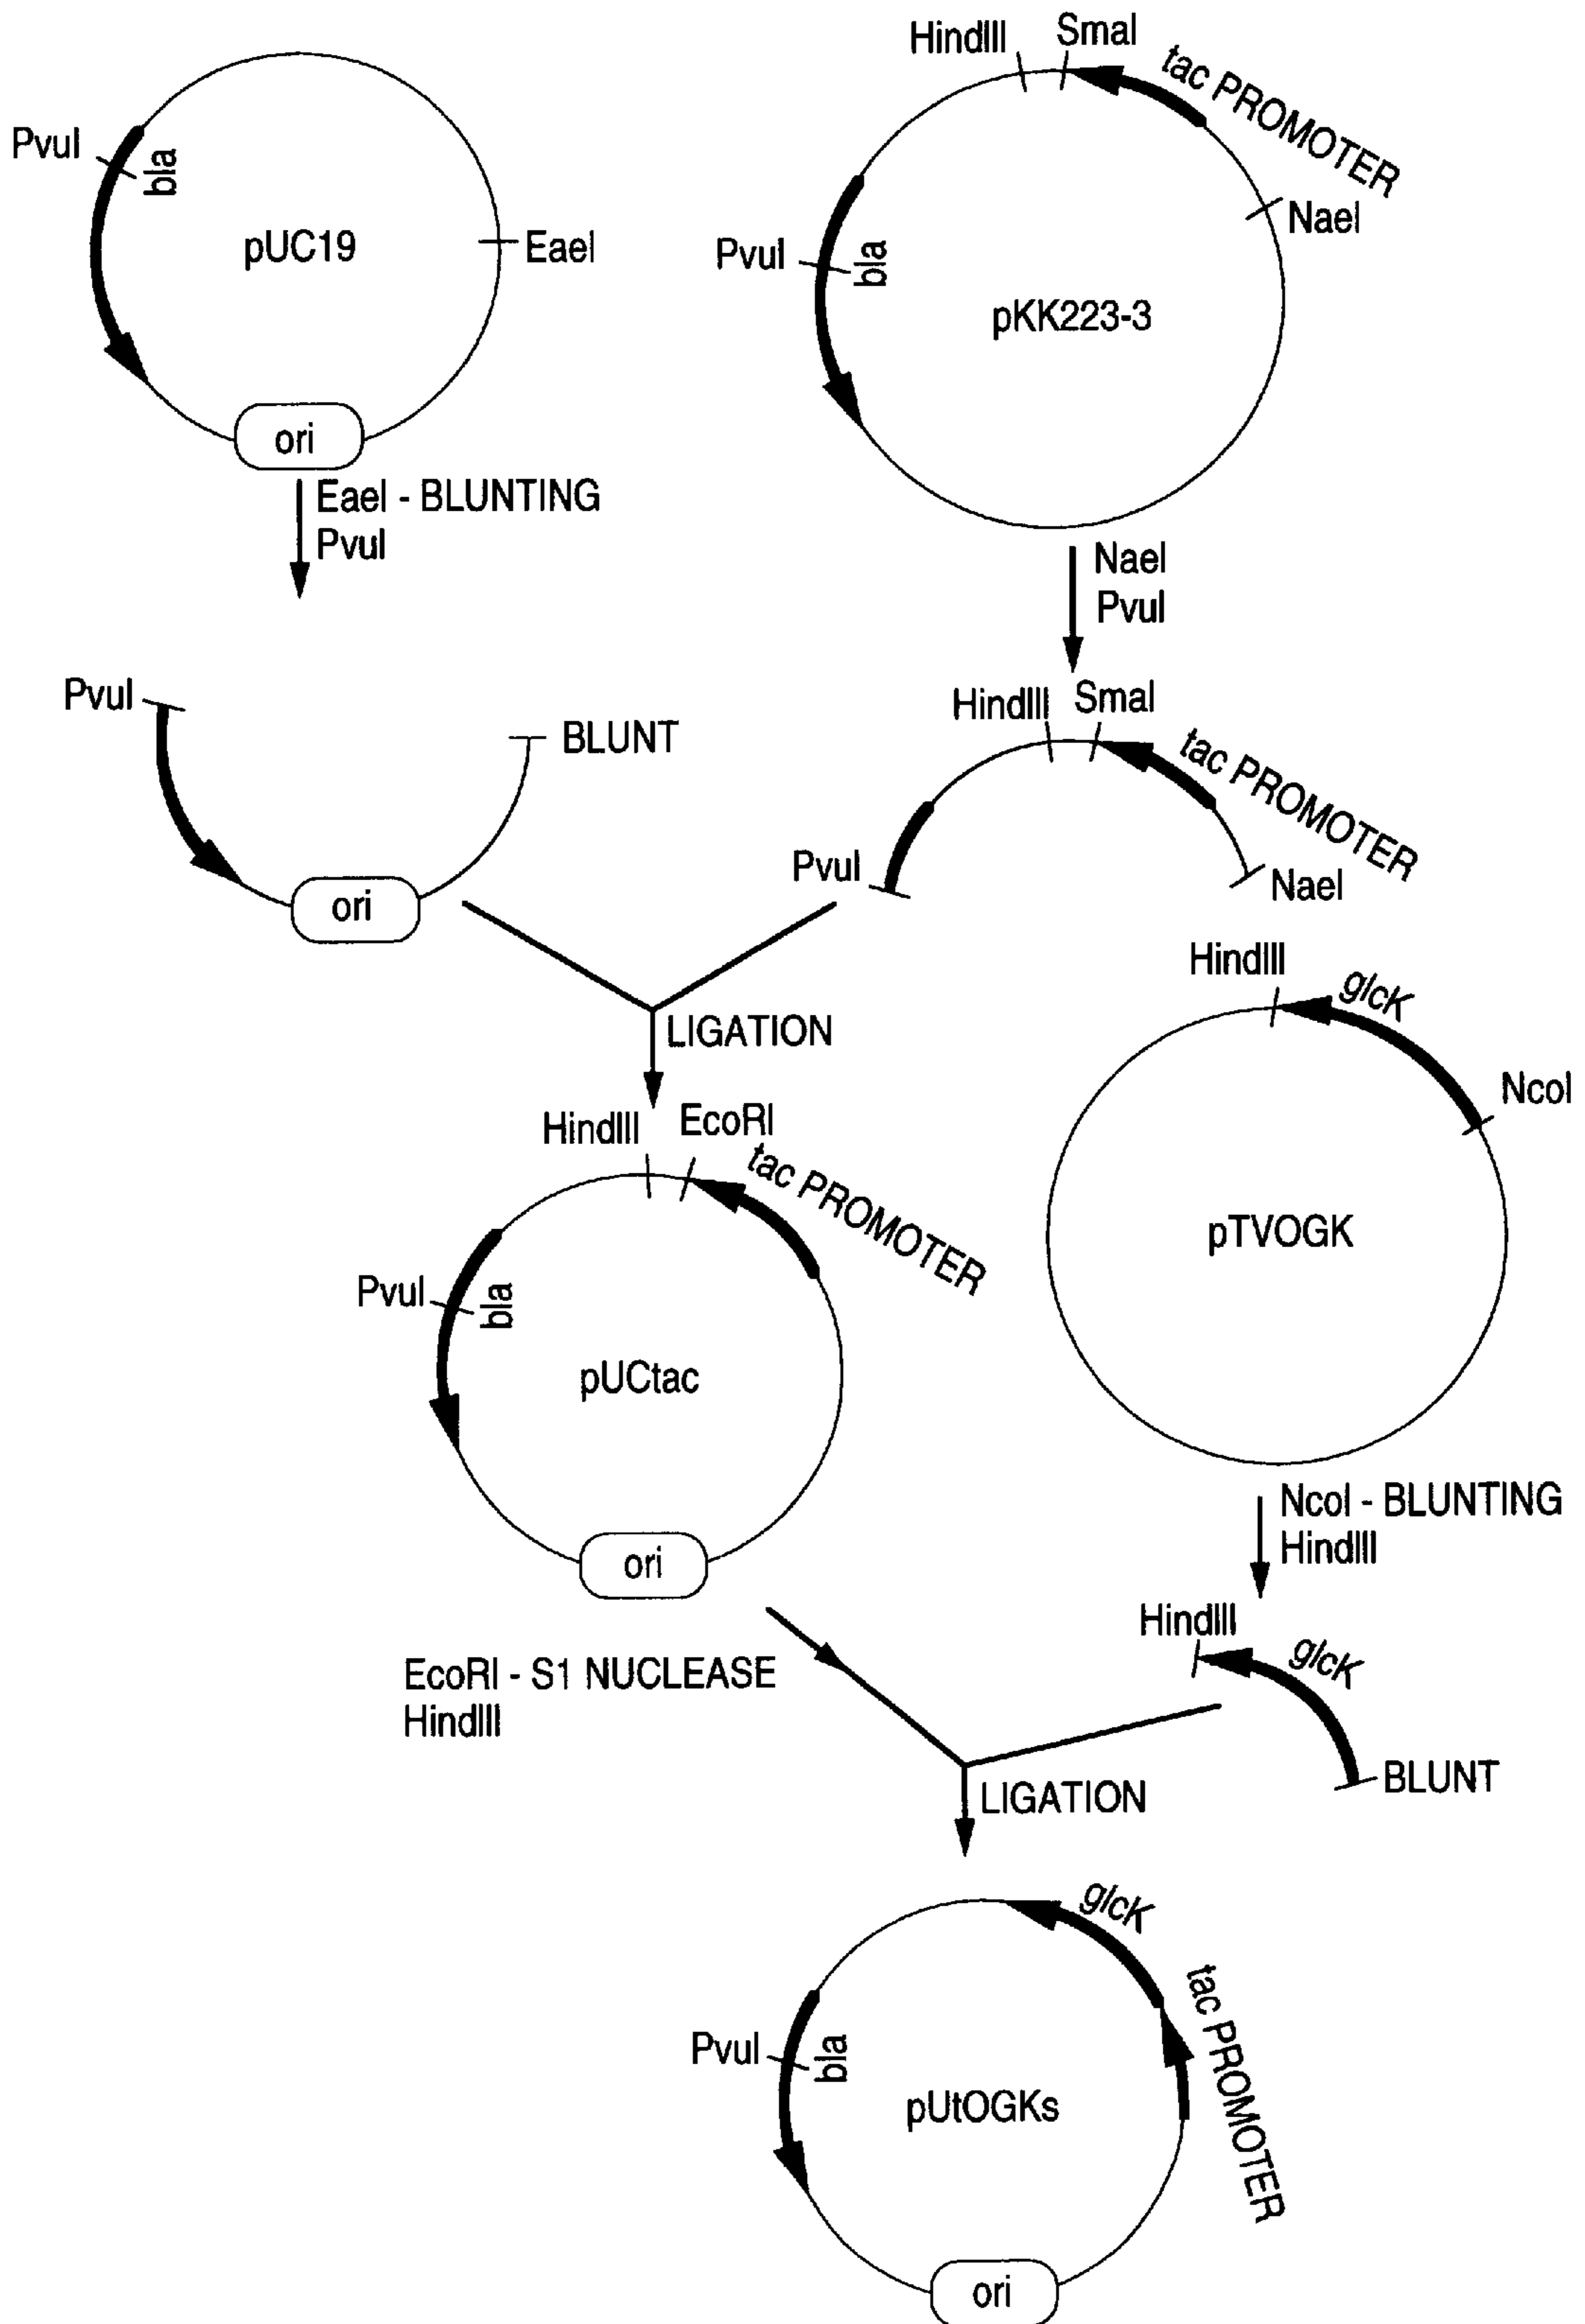 HindIII
SmaI
tac PROMOTER
PvuI
bla
pUC19
EaeI
NaeI
PvuI
bla
pKK223-3
ori
EaeI - BLUNTING
PvuI
NaeI
PvuI
PvuI
BLUNT
ori
HindIII
SmaI
tac PROMOTER
PvuI
NaeI
LIGATION
HindIII
glcK
NcoI
pTVOGK
HindIII
EcoRI
tac PROMOTER
PvuI
bla
pUCtac
ori
NcoI - BLUNTING
HindIII
EcoRI - S1 NUCLEASE
HindIII
HindIII
glcK
BLUNT
LIGATION
glcK
tac PROMOTER
PvuI
bla
pUtOGKs
ori